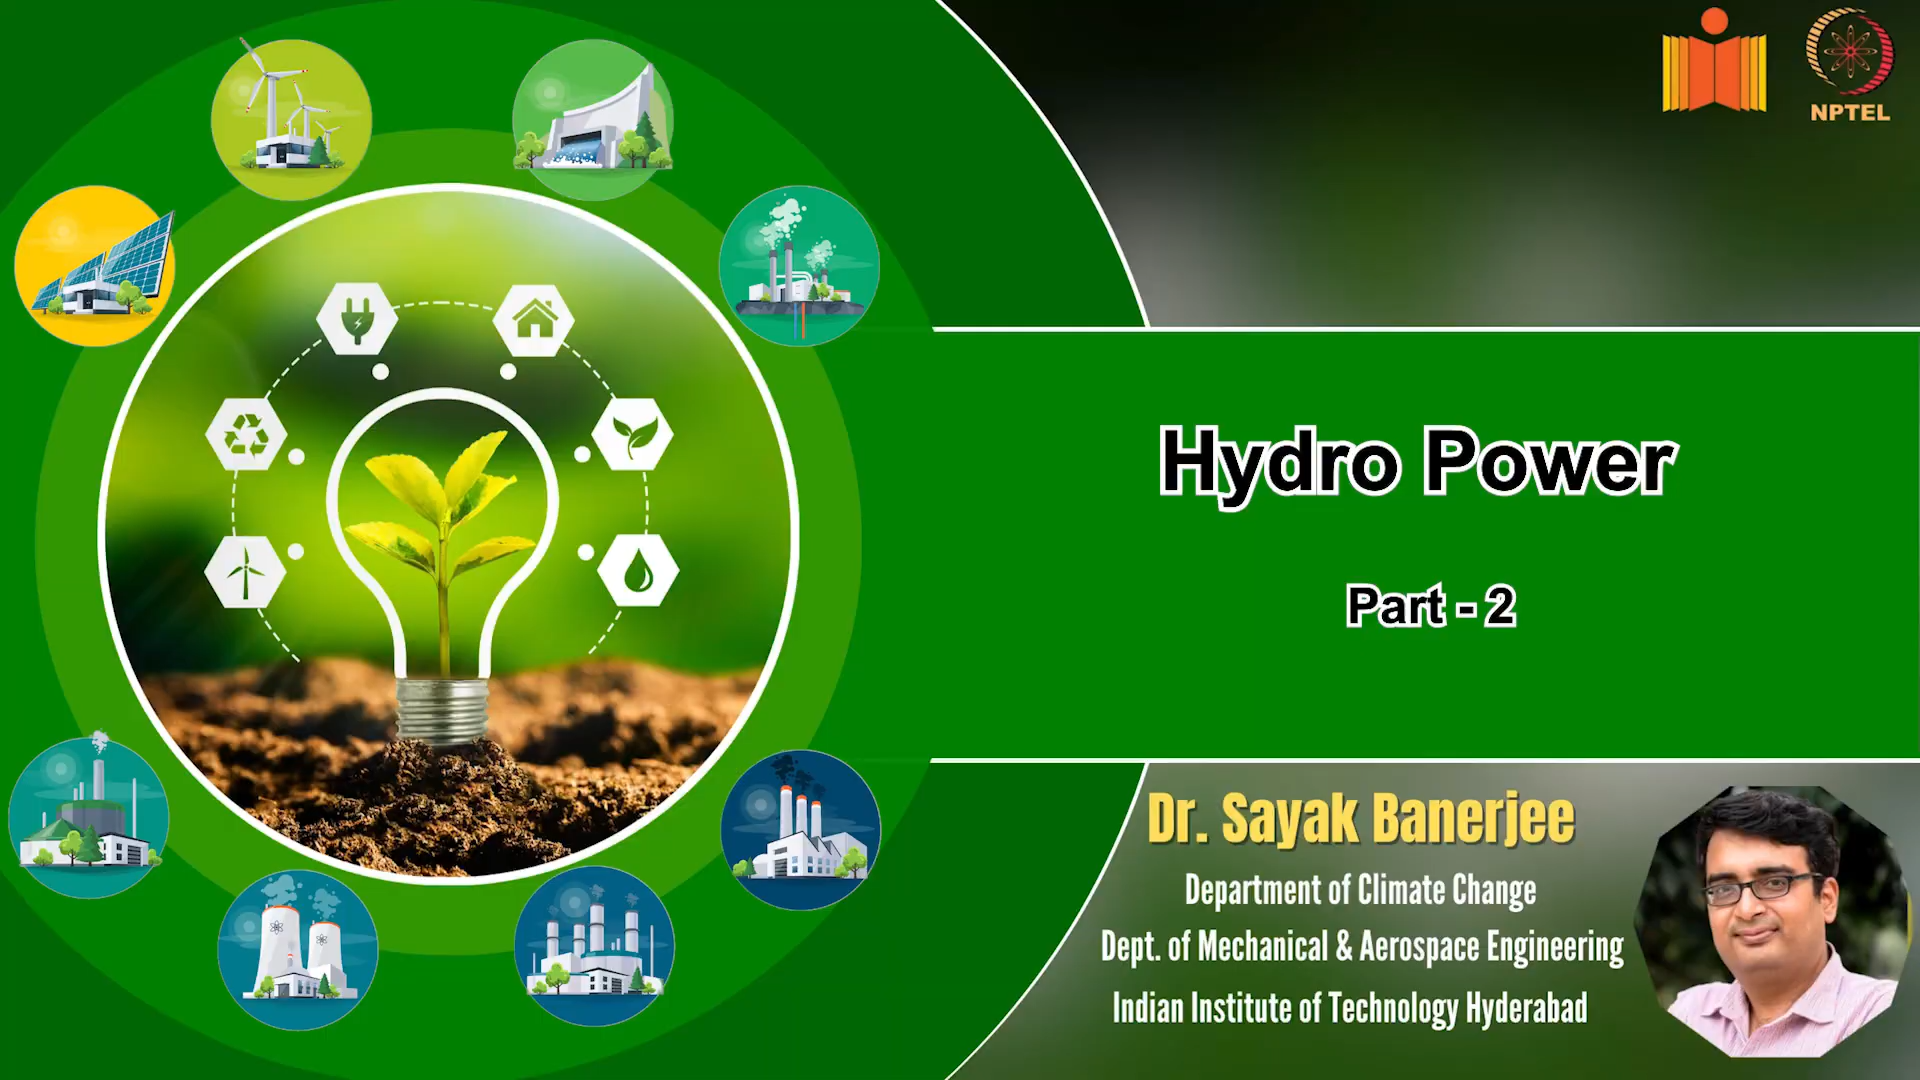 NPTEL
Hydro Power
Part - 2
Dr. Sayak Banerjee
Department of Climate Change
Dept. of Mechanical & Aerospace Engineering
Indian Institute of Technology Hyderabad